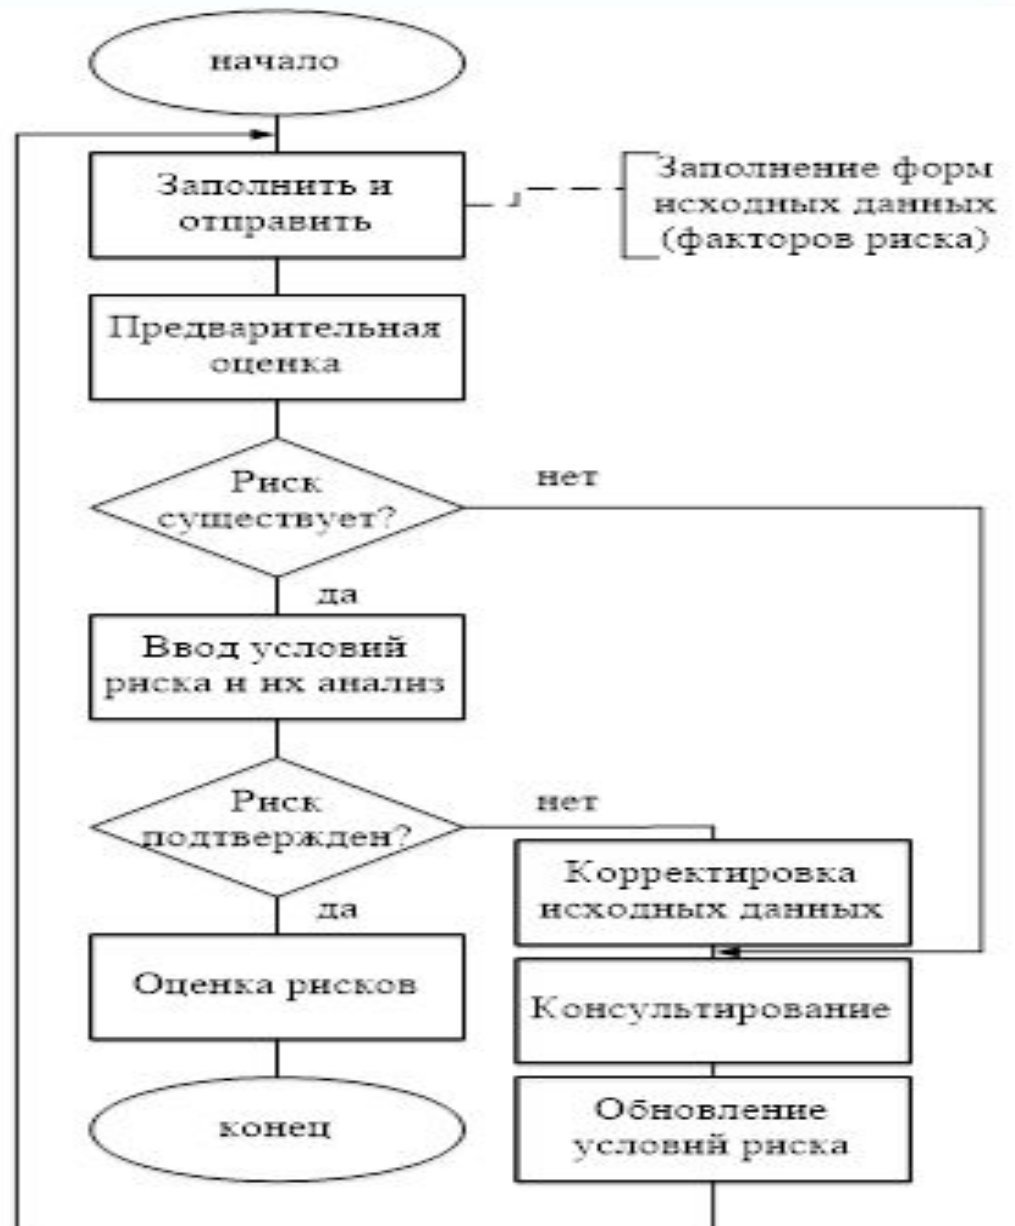 начало
Заполнить и
отправить
Заполнение форм
исходных данных
(факторов риска)
Предварительная
оценка
Риск
существует?
нет
да
Ввод условий
риска и их анализ
Риск
подтвержден?
нет
да
Корректировка
исходных данных
Оценка рисков
Консультирование
конец
Обновление
условий риска